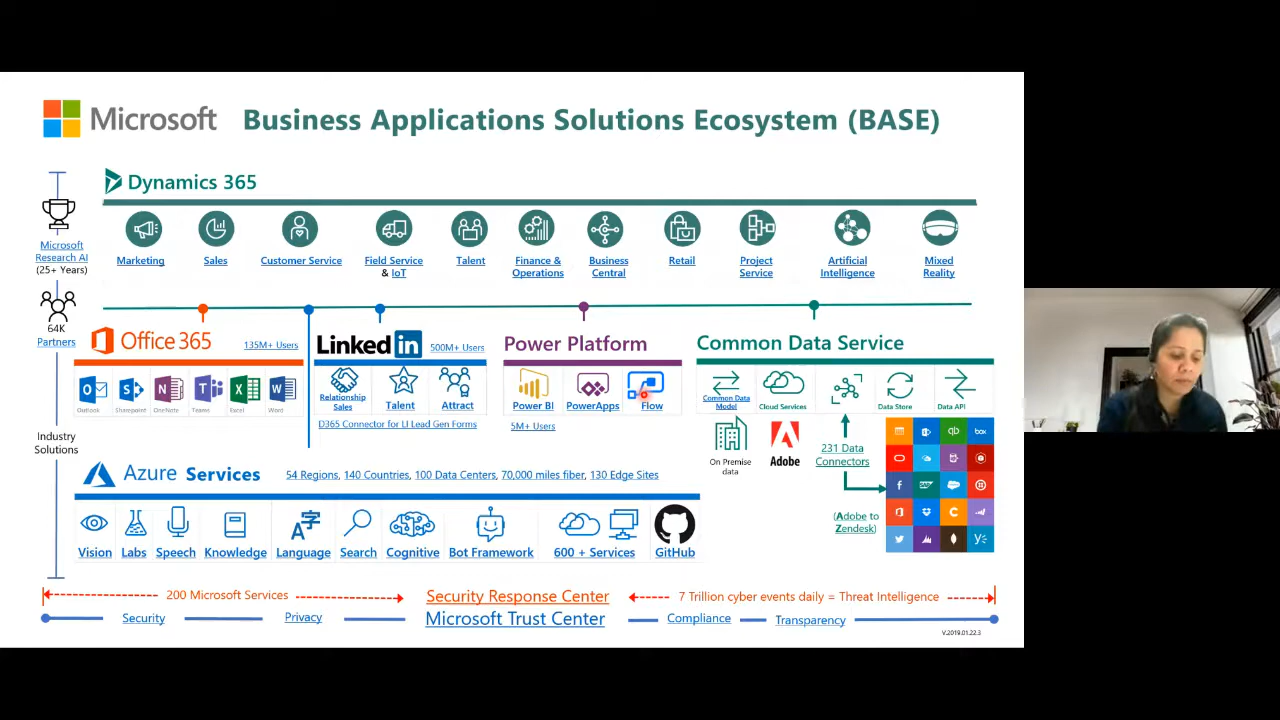 Microsoft
Business Applications Solutions Ecosystem (BASE)
Dynamics 365
Microsoft
Research AI
(25+ Years)
Marketing
Sales
Customer Service
Field Service
& IoT
Talent
Finance &
Operations
Business
Central
Retail
Project
Service
Artificial
Intelligence
Mixed
Reality
64K
Partners
Office 365
135M+ Users
Outlook
Sharepoint
OneNote
Teams
Excel
Word
Linked in
500M+ Users
Relationship
Sales
Talent
Attract
D365 Connector for LI Lead Gen Forms
Power Platform
Power BI
PowerApps
Flow
5M+ Users
Common Data Service
Common Data
Model
Cloud Services
Data Store
Data API
On Premise
data
Adobe
231 Data
Connectors
(Adobe to
Zendesk)
qb
box
Industry
Solutions
Azure Services
54 Regions, 140 Countries, 100 Data Centers, 70,000 miles fiber, 130 Edge Sites
Vision
Labs
Speech
Knowledge
Language
Search
Cognitive
Bot Framework
600 + Services
GitHub
200 Microsoft Services
Security Response Center
7 Trillion cyber events daily = Threat Intelligence
Security
Privacy
Microsoft Trust Center
Compliance
Transparency
V.2019.01.22.3